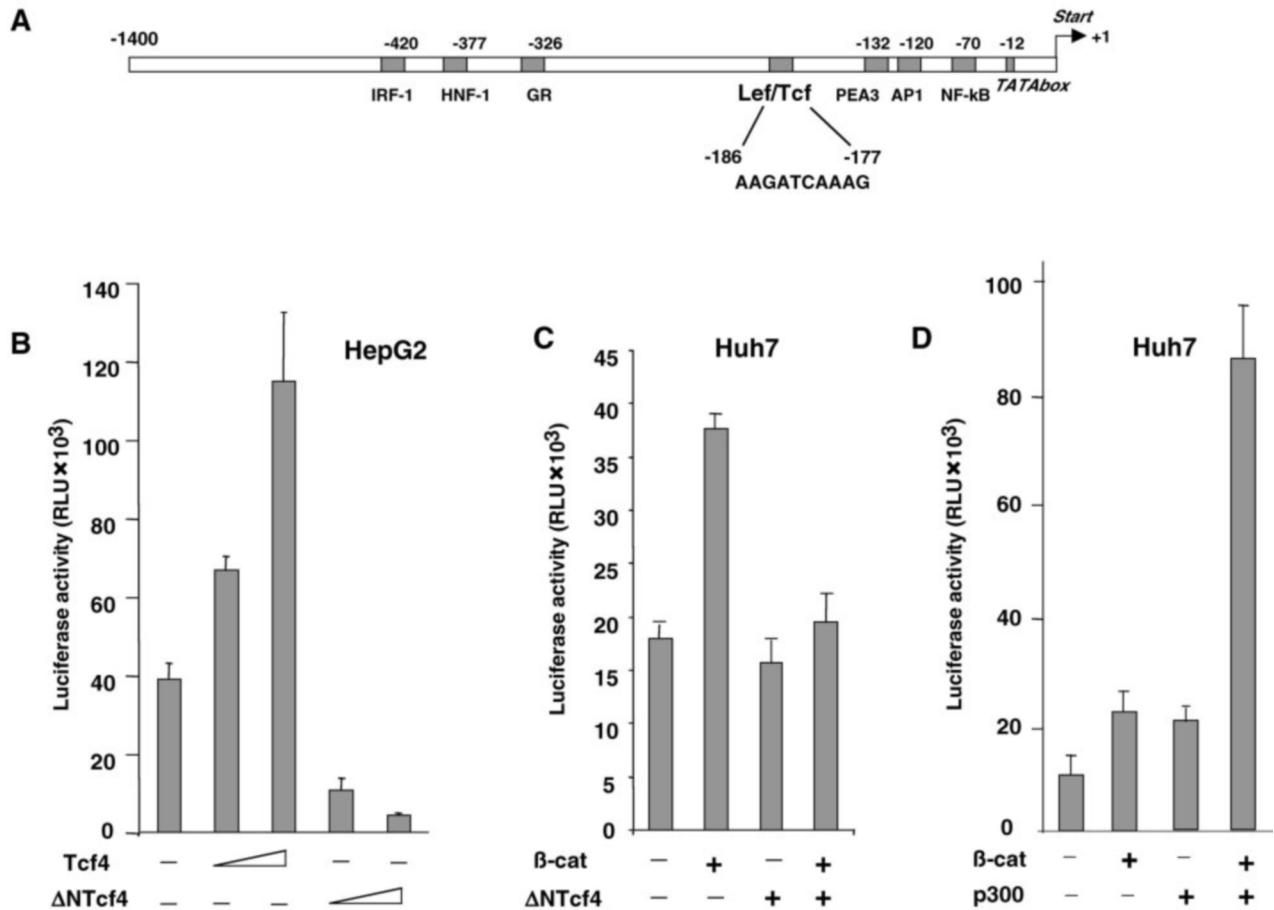 A
Start
-1400 -420 -377 -326 -132 -120 -70 -12 +1
IRF-1 HNF-1 GR Lef/Tcf PEA3 AP1 NF-kB TATAbox
-186 -177
AAGATCAAAG
B
HepG2
Luciferase activity (RLU×10³)
140
120
100
80
60
40
20
0
Tcf4 – – –
ΔNTcf4 – – –
C
Huh7
Luciferase activity (RLU×10³)
45
40
35
30
25
20
15
10
5
0
ß-cat – + – +
ΔNTcf4 – – + +
D
Huh7
Luciferase activity (RLU×10³)
100
80
60
40
20
0
ß-cat – + – +
p300 – – + +